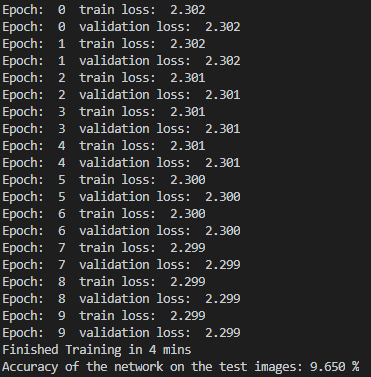 Epoch:  0  train loss:  2.302
Epoch:  0  validation loss:  2.302
Epoch:  1  train loss:  2.302
Epoch:  1  validation loss:  2.302
Epoch:  2  train loss:  2.301
Epoch:  2  validation loss:  2.301
Epoch:  3  train loss:  2.301
Epoch:  3  validation loss:  2.301
Epoch:  4  train loss:  2.301
Epoch:  4  validation loss:  2.301
Epoch:  5  train loss:  2.300
Epoch:  5  validation loss:  2.300
Epoch:  6  train loss:  2.300
Epoch:  6  validation loss:  2.300
Epoch:  7  train loss:  2.299
Epoch:  7  validation loss:  2.299
Epoch:  8  train loss:  2.299
Epoch:  8  validation loss:  2.299
Epoch:  9  train loss:  2.299
Epoch:  9  validation loss:  2.299
Finished Training in 4 mins
Accuracy of the network on the test images: 9.650 %